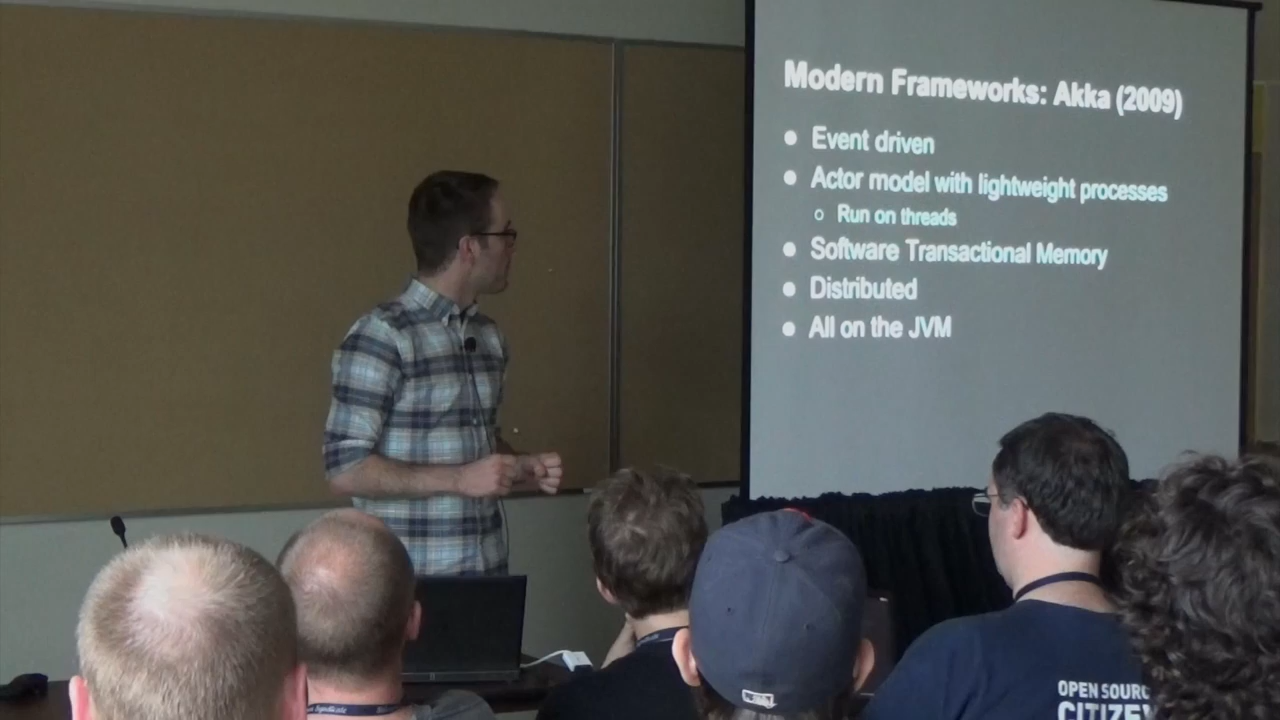 Modern Frameworks: Akka (2009)
● Event driven
● Actor model with lightweight processes
○ Run on threads
● Software Transactional Memory
● Distributed
● All on the JVM
OPEN SOURC
CITIZE
Syndicate